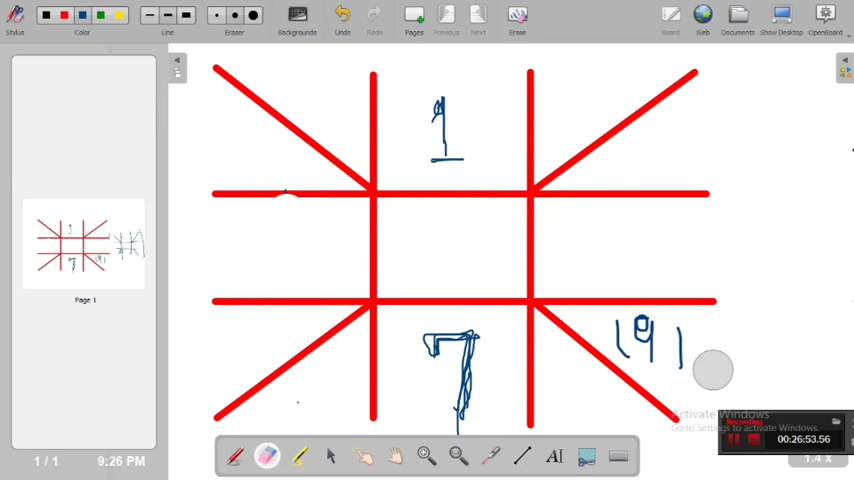 Stylus Color Line Eraser Backgrounds Undo Redo Pages Previous Next Erase Board Web Documents Show Desktop OpenBoard
1
7
191
Page 1
Activate Windows
Go to Settings to activate Windows.
Recording
00:26:53.56
1 / 1 9:26 PM
AI
1.4 x